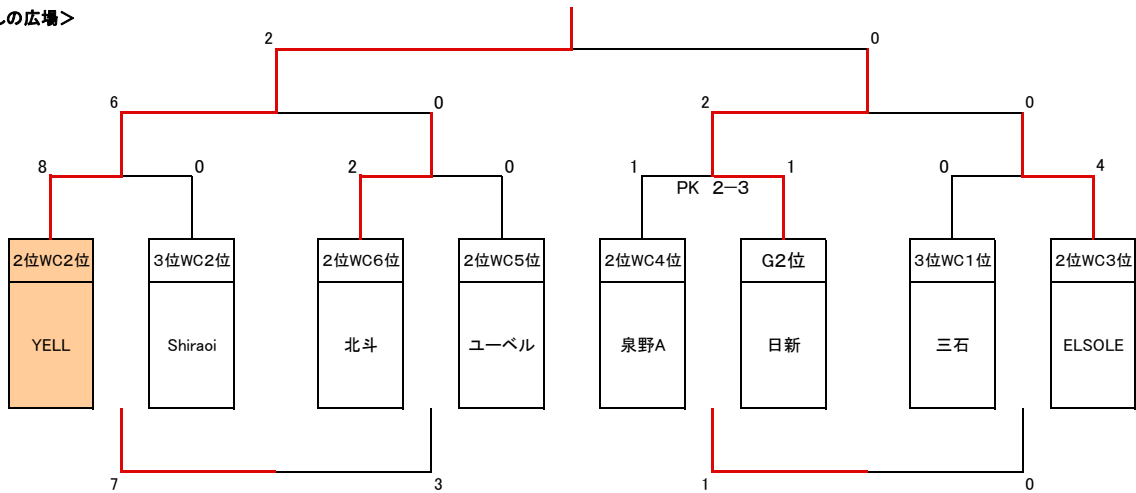 しの広場＞
2 0
6 0 2 0
8 0 2 0 1 1 0 4
PK 2－3
2位WC2位 3位WC2位 2位WC6位 2位WC5位 2位WC4位 G2位 3位WC1位 2位WC3位
YELL Shiraoi 北斗 ユーベル 泉野A 日新 三石 ELSOLE
7 3 1 0